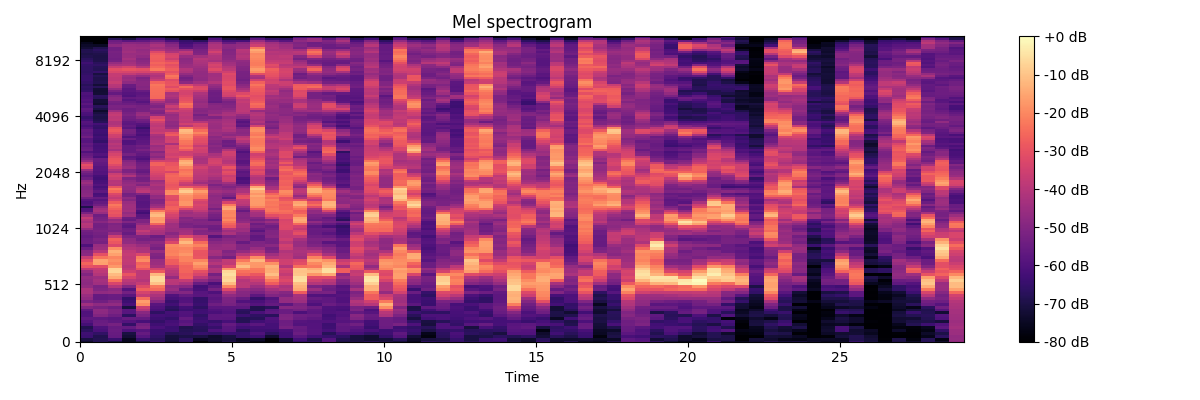 Mel spectrogram
Hz
8192
4096
2048
1024
512
0
0 5 10 15 20 25
Time
+0 dB
-10 dB
-20 dB
-30 dB
-40 dB
-50 dB
-60 dB
-70 dB
-80 dB